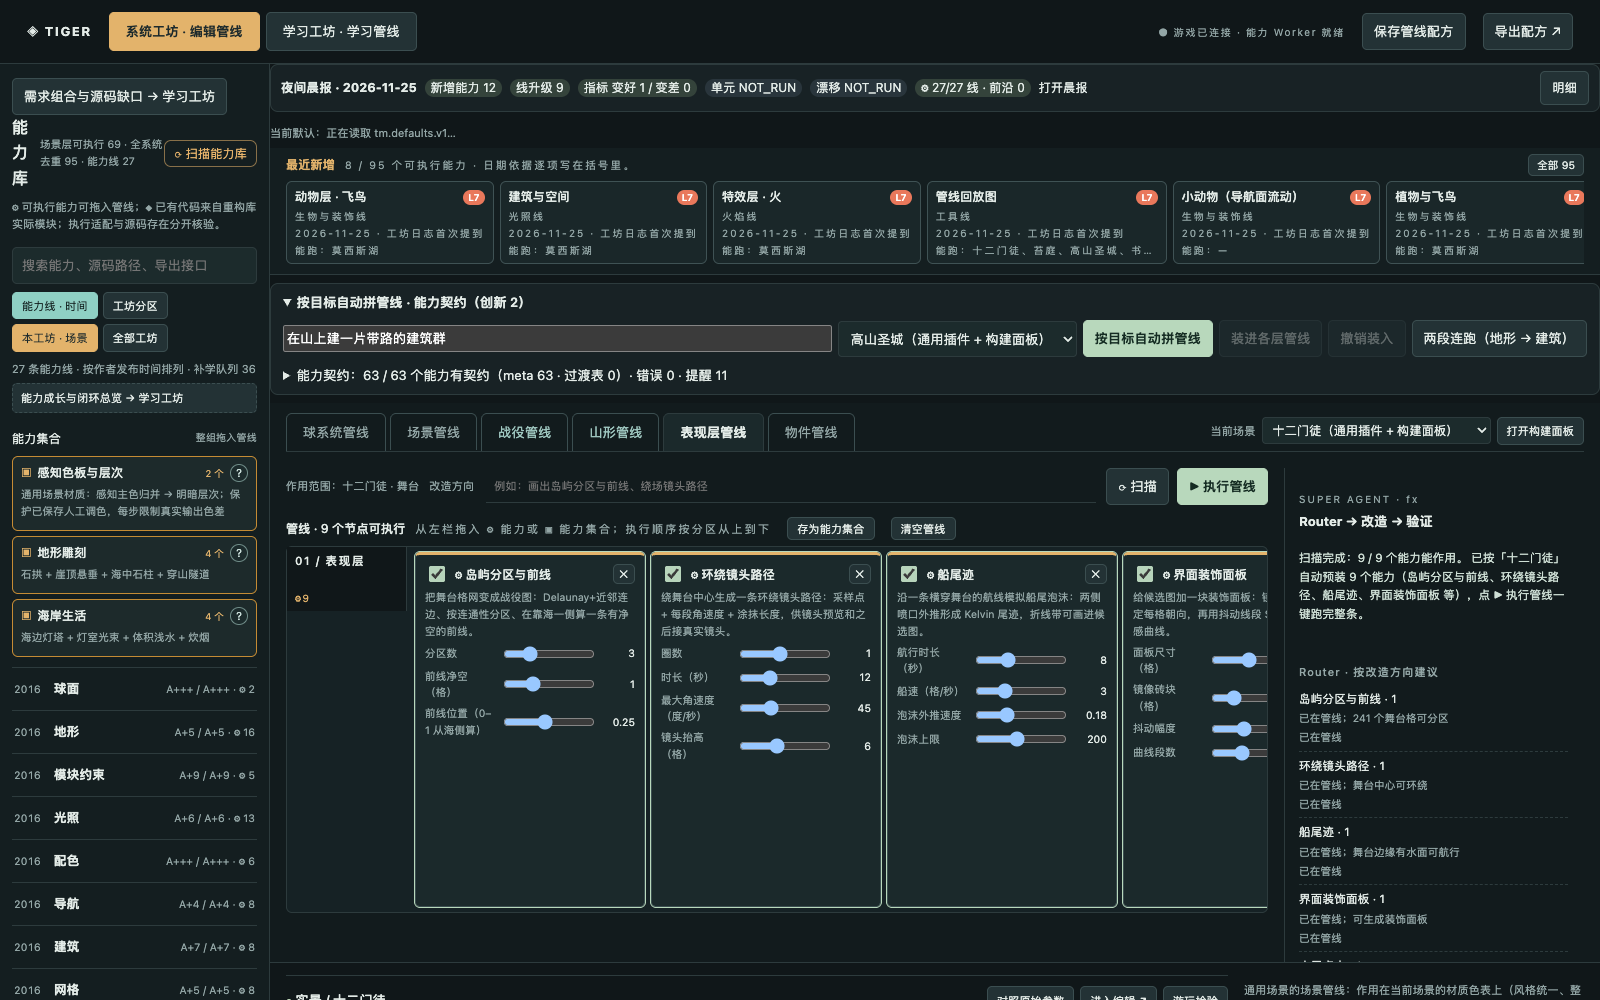 ◈ TIGER
系统工坊 · 编辑管线
学习工坊 · 学习管线
游戏已连接 · 能力 Worker 就绪
保存管线配方
导出配方 ↗
需求组合与源码缺口 → 学习工坊
能力库
场景层可执行 69 · 全系统去重 95 · 能力线 27
⟳ 扫描能力库
⚙ 可执行能力可拖入管线；◆ 已有代码来自重构库
实际模块；执行适配与源码存在分开核验。
搜索能力、源码路径、导出接口
能力线 · 时间
工坊分区
本工坊 · 场景
全部工坊
27 条能力线 · 按作者发布时间排列 · 补学队列 36
能力成长与闭环总览 → 学习工坊
能力集合
整组拖入管线
▣ 感知色板与层次
2 个 ?
通用场景材质：感知主色归并 → 明暗层次；保
护已保存人工调色，每步限制真实输出色差
▣ 地形雕刻
4 个 ?
石拱 + 崖顶悬垂 + 海中石柱 + 穿山隧道
▣ 海岸生活
4 个 ?
海边灯塔 + 灯室光束 + 体积浅水 + 炊烟
2016 球面 A+++ / A+++ · ⚙ 2
2016 地形 A+5 / A+5 · ⚙ 16
2016 模块约束 A+9 / A+9 · ⚙ 5
2016 光照 A+6 / A+6 · ⚙ 13
2016 配色 A+++ / A+++ · ⚙ 6
2016 导航 A+4 / A+4 · ⚙ 8
2016 建筑 A+7 / A+7 · ⚙ 8
2016 网格 A+5 / A+5 · ⚙ 8
夜间晨报 · 2026-11-25
新增能力 12
线升级 9
指标 变好 1 / 变差 0
单元 NOT_RUN
漂移 NOT_RUN
⚙ 27/27 线 · 前沿 0
打开晨报
明细
当前默认：正在读取 tm.defaults.v1…
最近新增
8 / 95 个可执行能力 · 日期依据逐项写在括号里。
全部 95
动物层 · 飞鸟 L7
生物与装饰线
2026-11-25 · 工坊日志首次提到
能跑：莫西斯湖
建筑与空间 L7
光照线
2026-11-25 · 工坊日志首次提到
能跑：莫西斯湖
特效层 · 火 L7
火焰线
2026-11-25 · 工坊日志首次提到
能跑：莫西斯湖
管线回放图 L7
工具线
2026-11-25 · 工坊日志首次提到
能跑：十二门徒、苔庭、高山圣城、书…
小动物（导航面流动） L7
生物与装饰线
2026-11-25 · 工坊日志首次提到
能跑：—
植物与飞鸟 L7
生物与装饰线
2026-11-25 · 工坊日志首次提到
能跑：莫西斯湖
▼ 按目标自动拼管线 · 能力契约（创新 2）
在山上建一片带路的建筑群
高山圣城（通用插件 + 构建面板）
按目标自动拼管线
装进各层管线
撤销装入
两段连跑（地形 → 建筑）
▶ 能力契约：63 / 63 个能力有契约（meta 63 · 过渡表 0）· 错误 0 · 提醒 11
球系统管线
场景管线
战役管线
山形管线
表现层管线
物件管线
当前场景
十二门徒（通用插件 + 构建面板）
打开构建面板
作用范围：十二门徒 · 舞台
改造方向
例如：画出岛屿分区与前线、绕场镜头路径
⟳ 扫描
▶ 执行管线
管线 · 9 个节点可执行
从左栏拖入 ⚙ 能力或 ▣ 能力集合；执行顺序按分区从上到下
存为能力集合
清空管线
01 / 表现层
⚙9
⚙ 岛屿分区与前线 ✕
把舞台格网变成战役图：Delaunay+近邻连
边、按连通性分区、在靠海一侧算一条有净
空的前线。
分区数 3
前线净空（格） 1
前线位置（0–1 从海侧算） 0.25
⚙ 环绕镜头路径 ✕
绕舞台中心生成一条环绕镜头路径：采样点
+ 每段角速度 + 涂抹长度，供镜头预览和之
后接真实镜头。
圈数 1
时长（秒） 12
最大角速度（度/秒） 45
镜头抬高（格） 6
⚙ 船尾迹 ✕
沿一条横穿舞台的航线模拟船尾泡沫：两侧
喷口外推形成 Kelvin 尾迹，折线带可画进候
选图。
航行时长（秒） 8
船速（格/秒） 3
泡沫外推速度 0.18
泡沫上限 200
⚙ 界面装饰面板
给候选图加一块装饰面板：
定每格朝向，再用抖动线段
感曲线。
面板尺寸（格）
镜像砖块（格）
抖动幅度
曲线段数
SUPER AGENT · fx
Router → 改造 → 验证
扫描完成：9 / 9 个能力能作用。已按「十二门徒」
自动预装 9 个能力（岛屿分区与前线、环绕镜头路
径、船尾迹、界面装饰面板 等），点 ▶ 执行管线一
键跑完整条。
Router · 按改造方向建议
岛屿分区与前线 · 1
已在管线；241 个舞台格可分区
已在管线
环绕镜头路径 · 1
已在管线；舞台中心可环绕
已在管线
船尾迹 · 1
已在管线；舞台边缘有水面可航行
已在管线
界面装饰面板 · 1
已在管线；可生成装饰面板
已在管线
实景 / 十二门徒
对照原始参数
进入编辑 ↗
游玩检验
通用场景的场景管线：作用在当前场景的材质色表上（风格统一、整